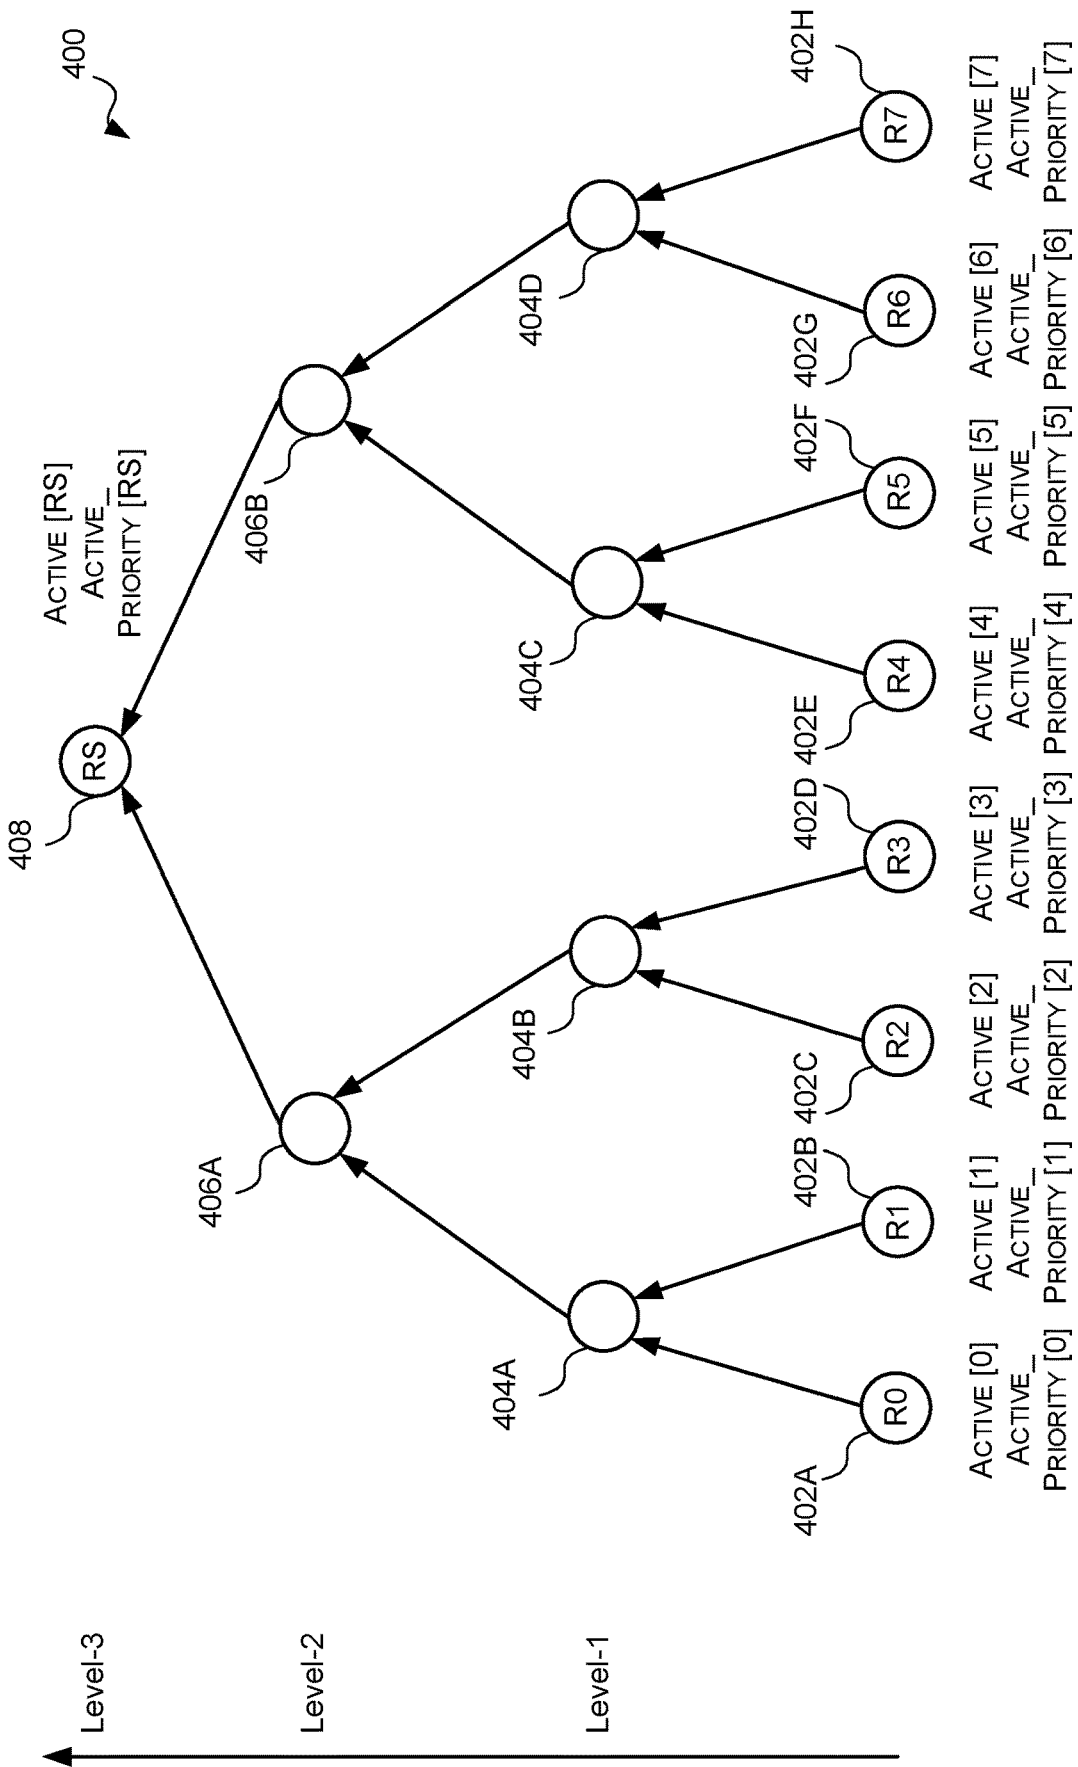 400
ACTIVE [RS]
ACTIVE_
PRIORITY [RS]
408
RS
Level-3
406A
406B
Level-2
404A
404B
404C
404D
Level-1
402A
402B
402C
402D
402E
402F
402G
402H
R0
R1
R2
R3
R4
R5
R6
R7
ACTIVE [0]
ACTIVE_
PRIORITY [0]
ACTIVE [1]
ACTIVE_
PRIORITY [1]
ACTIVE [2]
ACTIVE_
PRIORITY [2]
ACTIVE [3]
ACTIVE_
PRIORITY [3]
ACTIVE [4]
ACTIVE_
PRIORITY [4]
ACTIVE [5]
ACTIVE_
PRIORITY [5]
ACTIVE [6]
ACTIVE_
PRIORITY [6]
ACTIVE [7]
ACTIVE_
PRIORITY [7]